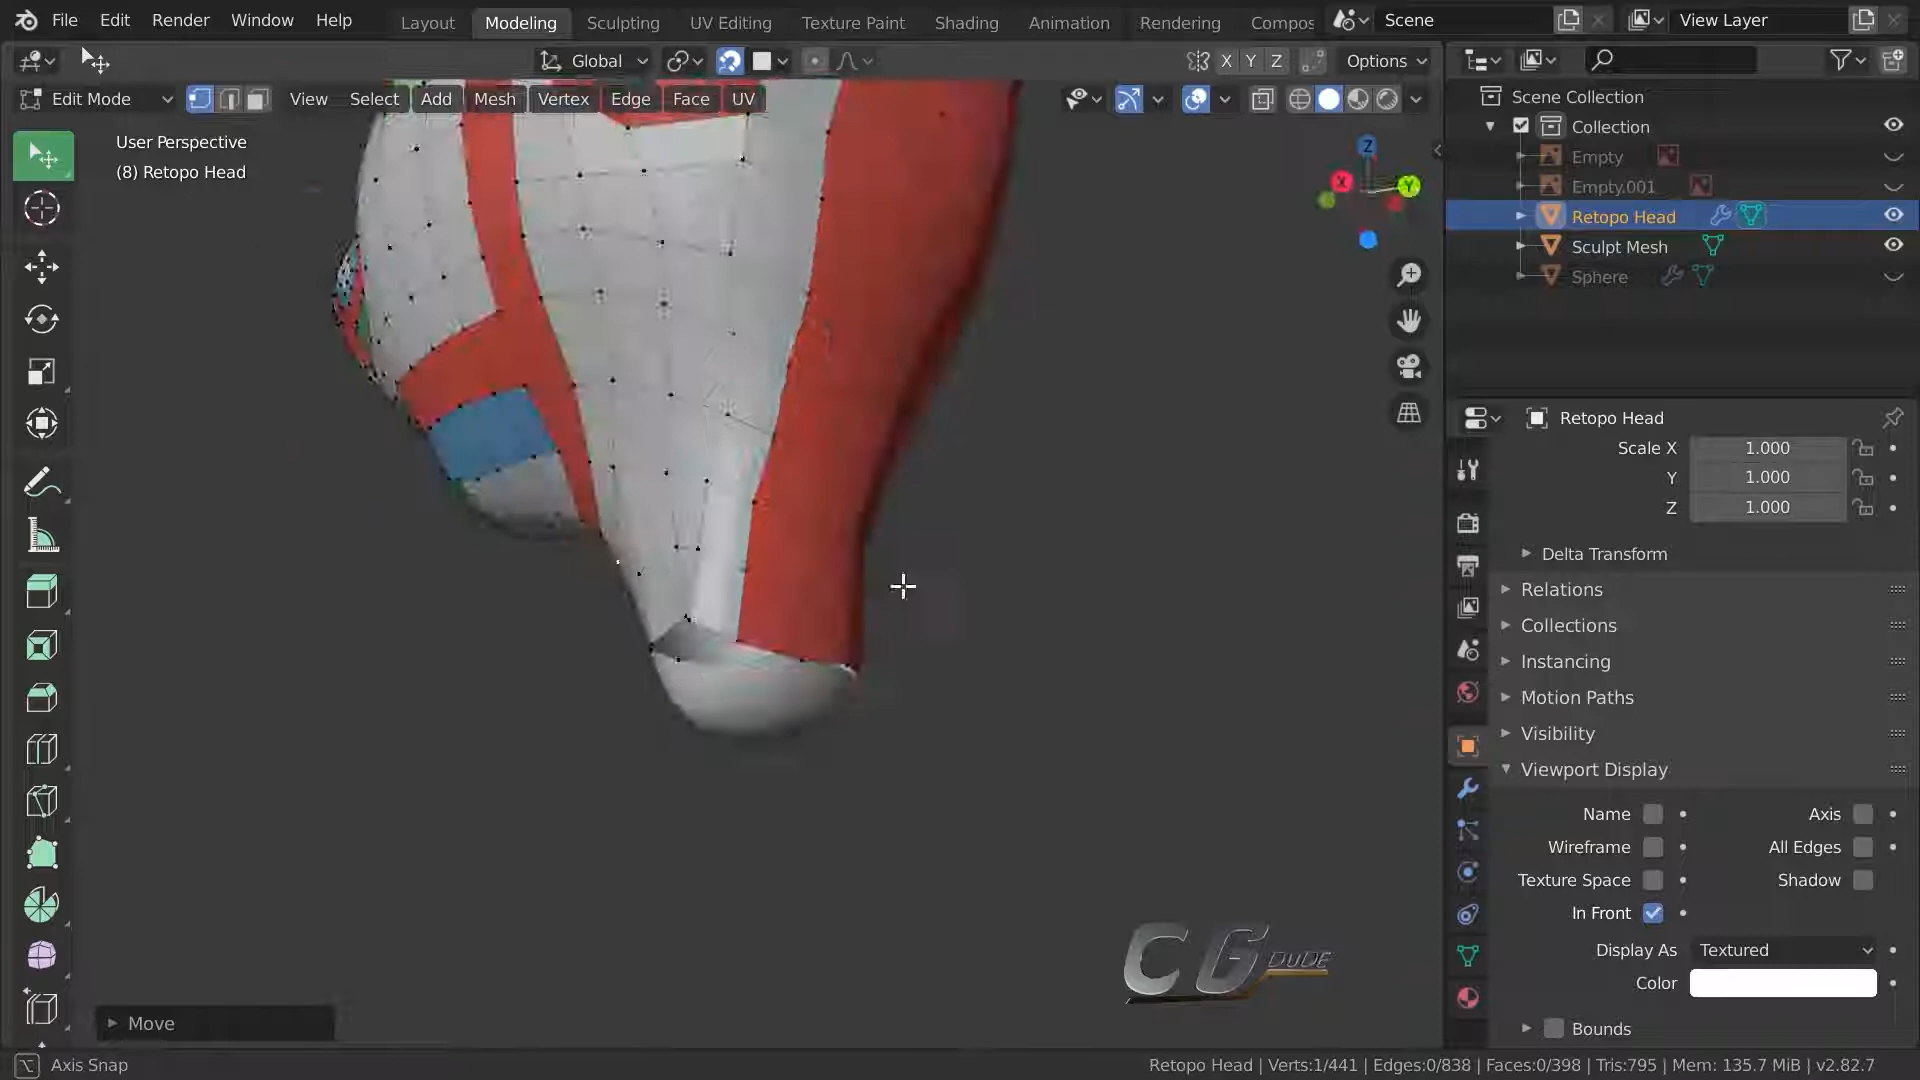 File Edit Render Window Help Layout Modeling Sculpting UV Editing Texture Paint Shading Animation Rendering Compos Scene View Layer
Global X Y Z Options
Edit Mode View Select Add Mesh Vertex Edge Face UV
User Perspective
(8) Retopo Head
Z
X
Y
Scene Collection
Collection
Empty
Empty.001
Retopo Head
Sculpt Mesh
Sphere
Retopo Head
Scale X 1.000
Y 1.000
Z 1.000
Delta Transform
Relations
Collections
Instancing
Motion Paths
Visibility
Viewport Display
Name Axis
Wireframe All Edges
Texture Space Shadow
In Front
Display As Textured
Color
Bounds
CG DUDE
Move
Axis Snap
Retopo Head | Verts:1/441 | Edges:0/838 | Faces:0/398 | Tris:795 | Mem: 135.7 MiB | v2.82.7